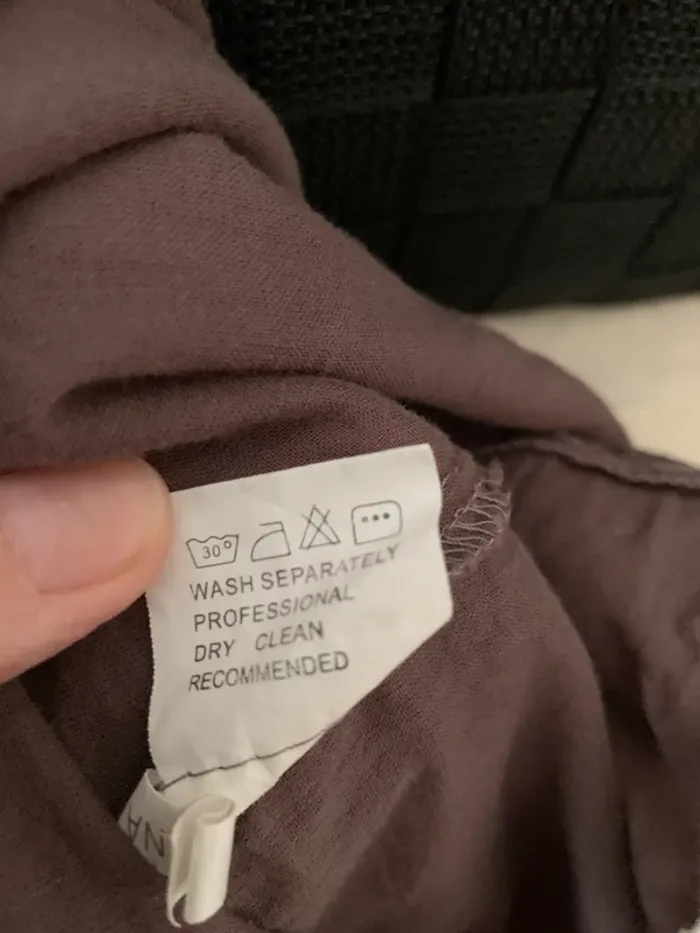 30°
WASH SEPARATELY
PROFESSIONAL
DRY CLEAN
RECOMMENDED